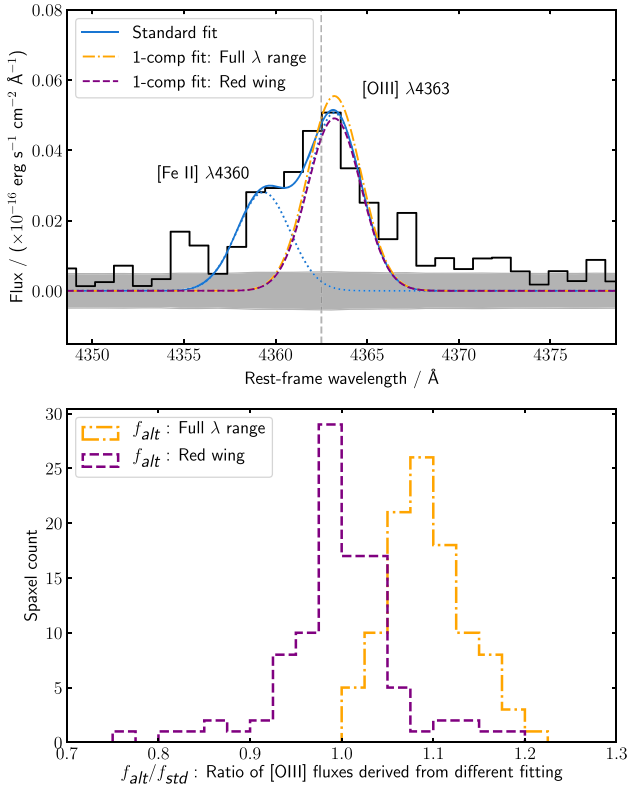 0.08
0.06
0.04
0.02
0.00
Flux / (×10⁻¹⁶ erg s⁻¹ cm⁻² Å⁻¹)
Standard fit
1-comp fit: Full λ range
1-comp fit: Red wing
[OIII] λ4363
[Fe II] λ4360
4350 4355 4360 4365 4370 4375
Rest-frame wavelength / Å
30
25
20
15
10
5
0
Spaxel count
f_alt : Full λ range
f_alt : Red wing
0.7 0.8 0.9 1.0 1.1 1.2 1.3
f_alt/f_std : Ratio of [OIII] fluxes derived from different fitting